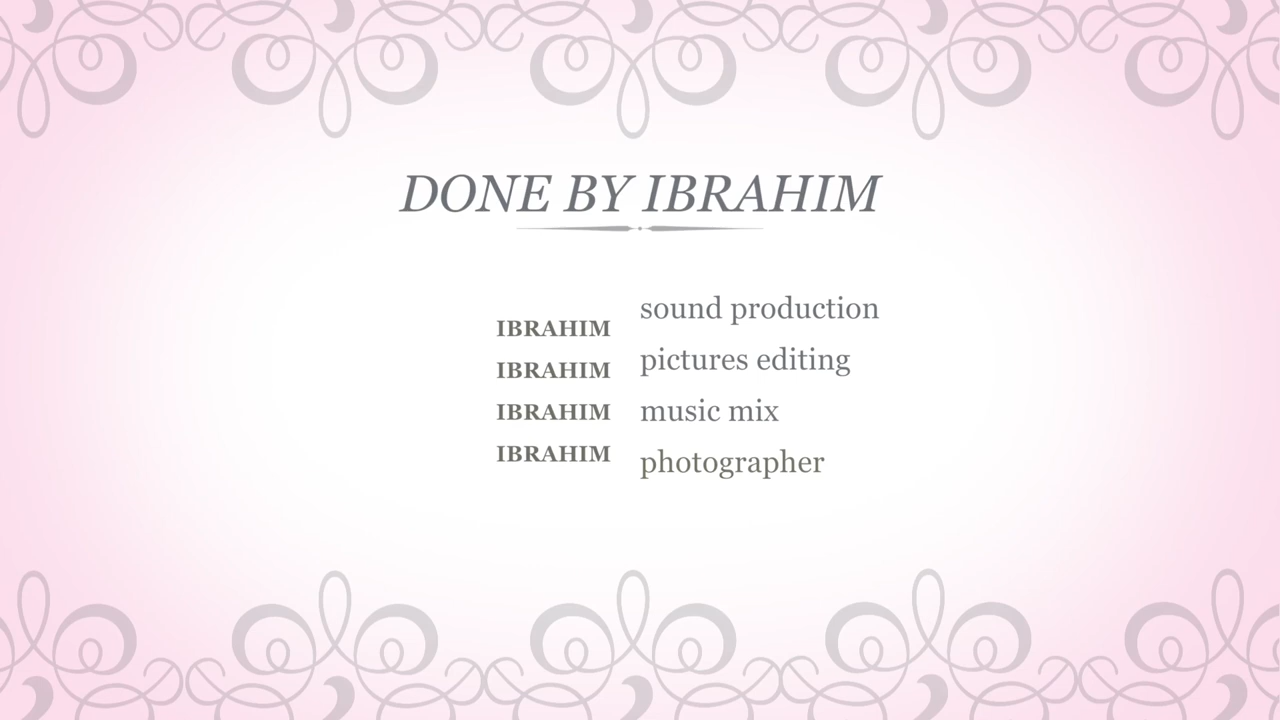 DONE BY IBRAHIM
IBRAHIM sound production
IBRAHIM pictures editing
IBRAHIM music mix
IBRAHIM photographer